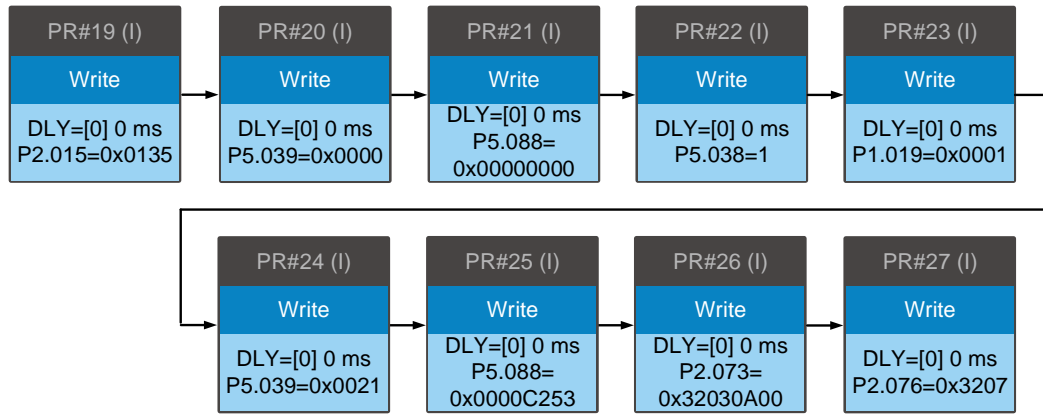 PR#19 (I)
Write
DLY=[0] 0 ms
P2.015=0x0135
PR#20 (I)
Write
DLY=[0] 0 ms
P5.039=0x0000
PR#21 (I)
Write
DLY=[0] 0 ms
P5.088=
0x00000000
PR#22 (I)
Write
DLY=[0] 0 ms
P5.038=1
PR#23 (I)
Write
DLY=[0] 0 ms
P1.019=0x0001
PR#24 (I)
Write
DLY=[0] 0 ms
P5.039=0x0021
PR#25 (I)
Write
DLY=[0] 0 ms
P5.088=
0x0000C253
PR#26 (I)
Write
DLY=[0] 0 ms
P2.073=
0x32030A00
PR#27 (I)
Write
DLY=[0] 0 ms
P2.076=0x3207